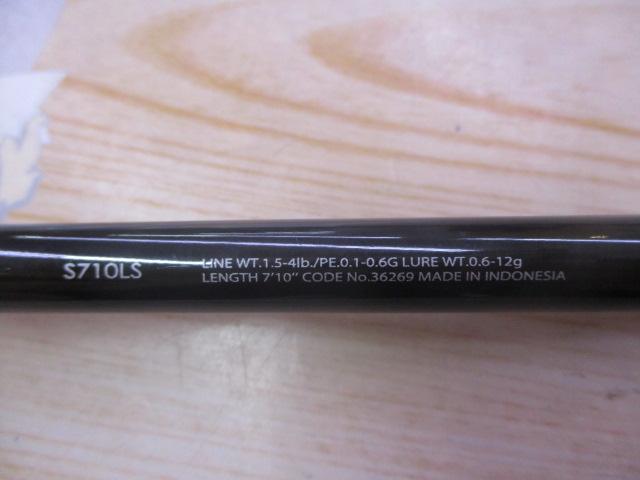 S710LS
LINE WT.1.5-4lb./PE.0.1-0.6G LURE WT.0.6-12g
LENGTH 7'10" CODE No.36269 MADE IN INDONESIA